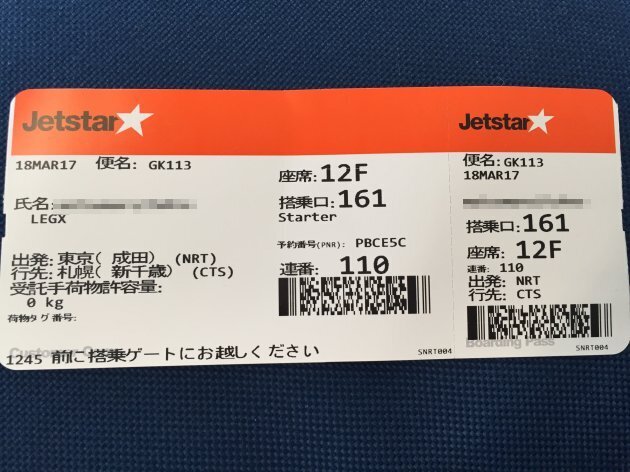 Jetstar
18MAR17 便名: GK113
氏名:
LEGX
出発: 東京( 成田) (NRT)
行先: 札幌( 新千歳) (CTS)
受託手荷物許容量:
0 kg
荷物タグ番号:
1245 前に搭乗ゲートにお越しください
座席:12F
搭乗口:161
Starter
予約番号(PNR): PBCE5C
連番: 110
SNRT004
Jetstar
便名:GK113
18MAR17
搭乗口:161
座席:12F
連番: 110
出発: NRT
行先: CTS
Boarding Pass
SNRT004